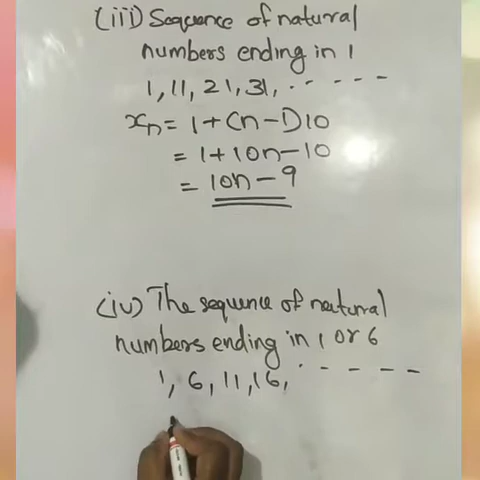 (iii) Sequence of natural
numbers ending in 1
1, 11, 21, 31, - - - - - -
xn = 1 + (n-1)10
= 1 + 10n - 10
= 10n - 9
(iv) The sequence of natural
numbers ending in 1 or 6
1, 6, 11, 16, - - - - - -